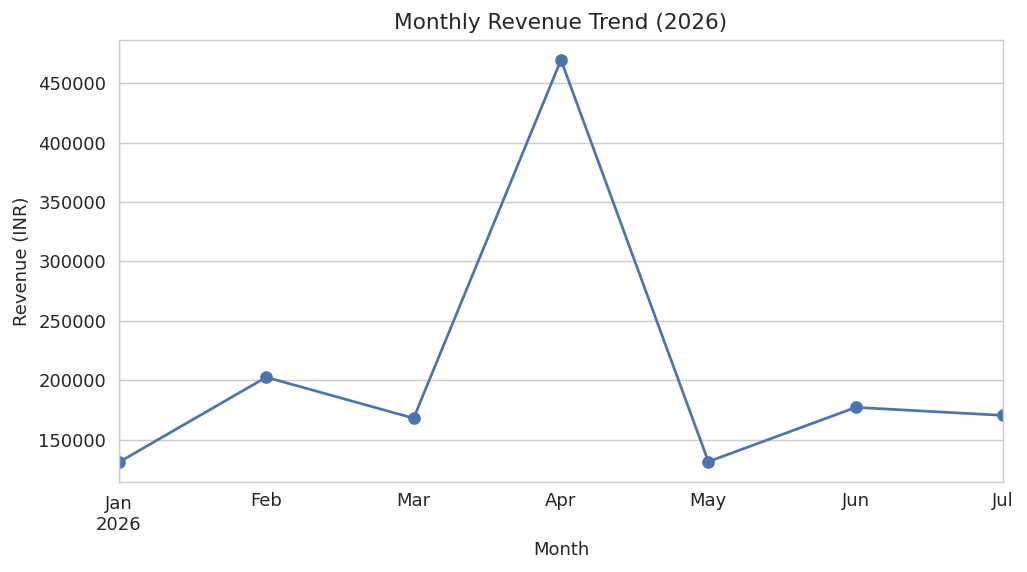 Monthly Revenue Trend (2026)
Revenue (INR)
450000
400000
350000
300000
250000
200000
150000
Jan Feb Mar Apr May Jun Jul
2026
Month